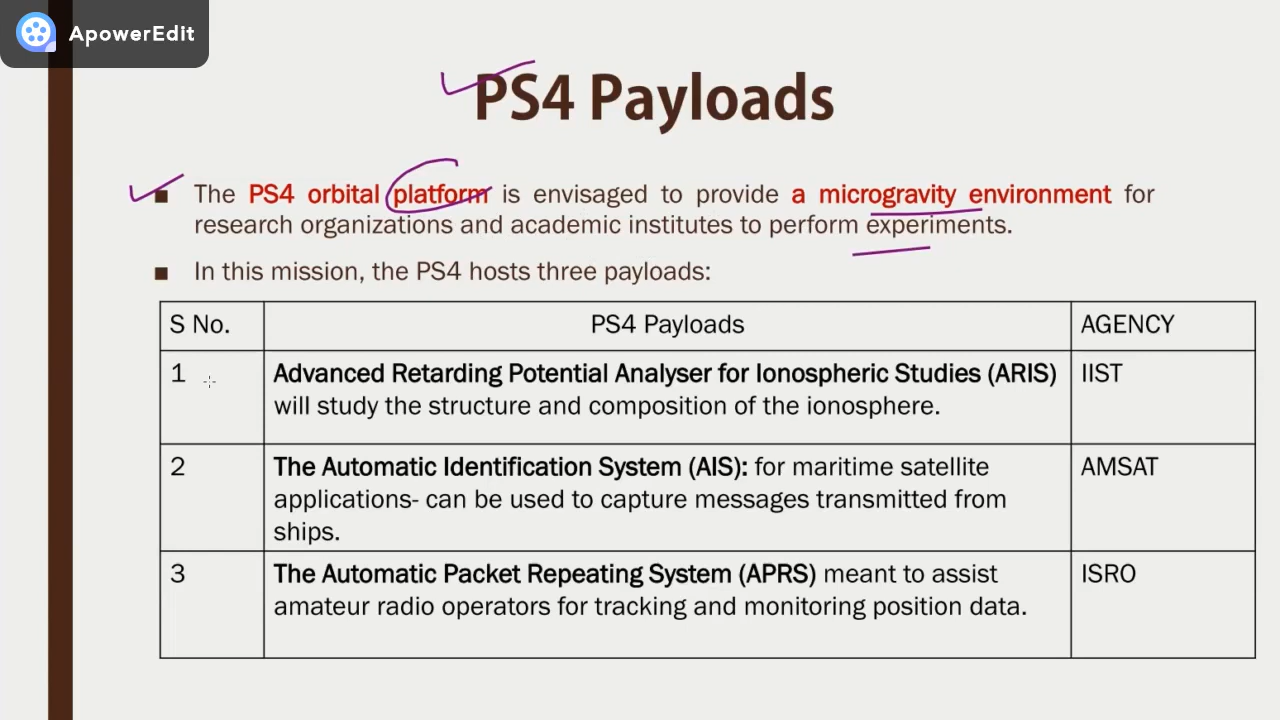 ApowerEdit
PS4 Payloads
■ The PS4 orbital platform is envisaged to provide a microgravity environment for
research organizations and academic institutes to perform experiments.
■ In this mission, the PS4 hosts three payloads:
S No. PS4 Payloads AGENCY
1 Advanced Retarding Potential Analyser for Ionospheric Studies (ARIS) IIST
will study the structure and composition of the ionosphere.
2 The Automatic Identification System (AIS): for maritime satellite AMSAT
applications- can be used to capture messages transmitted from
ships.
3 The Automatic Packet Repeating System (APRS) meant to assist ISRO
amateur radio operators for tracking and monitoring position data.